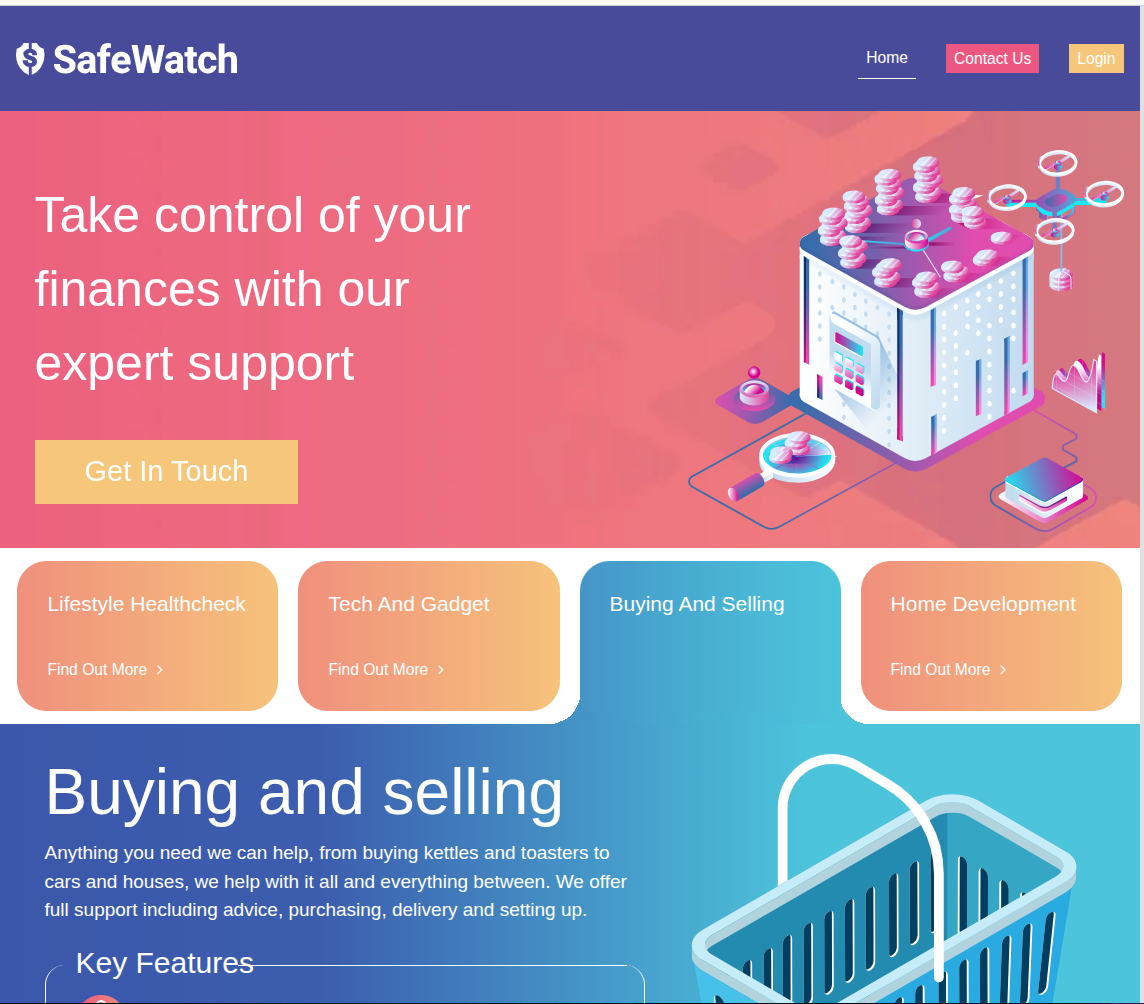 SafeWatch
Home
Contact Us
Login
Take control of your
finances with our
expert support
Get In Touch
Lifestyle Healthcheck
Find Out More
Tech And Gadget
Find Out More
Buying And Selling
Home Development
Find Out More
Buying and selling
Anything you need we can help, from buying kettles and toasters to
cars and houses, we help with it all and everything between. We offer
full support including advice, purchasing, delivery and setting up.
Key Features